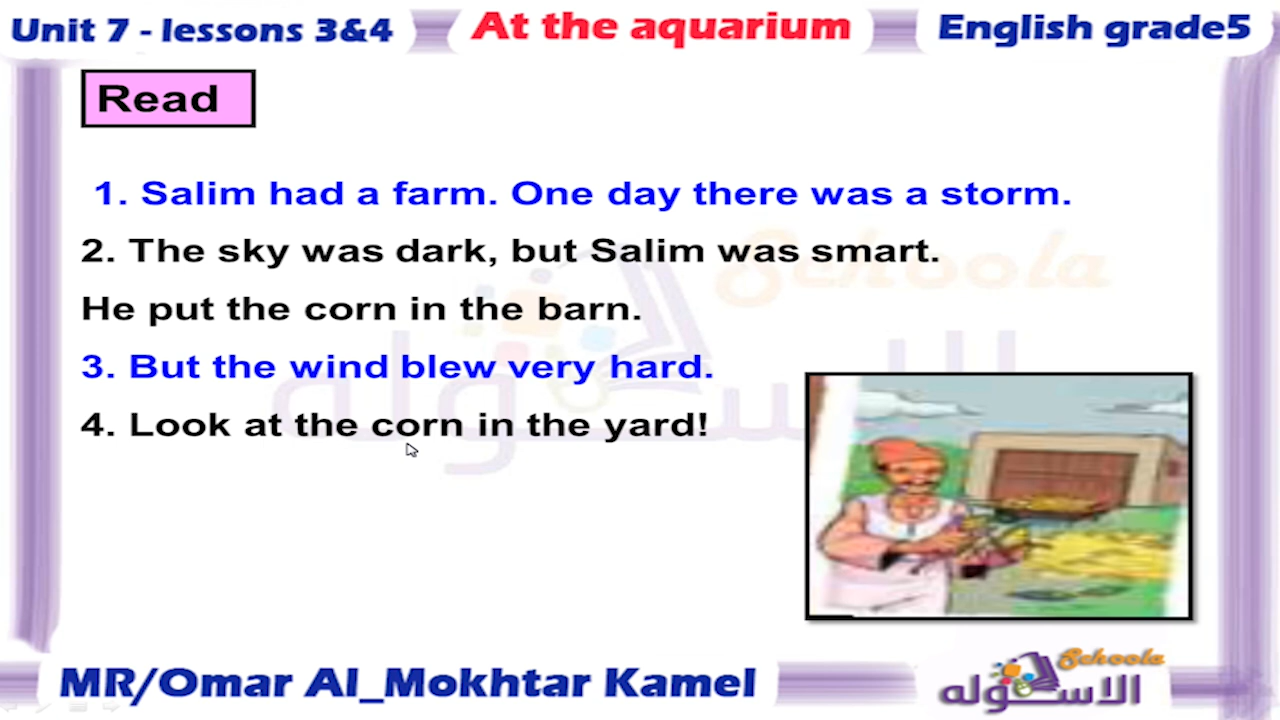 Unit 7 - lessons 3&4
At the aquarium
English grade5
Read
1. Salim had a farm. One day there was a storm.
2. The sky was dark, but Salim was smart.
He put the corn in the barn.
3. But the wind blew very hard.
4. Look at the corn in the yard!
MR/Omar Al_Mokhtar Kamel
Schoola
الاسكوله